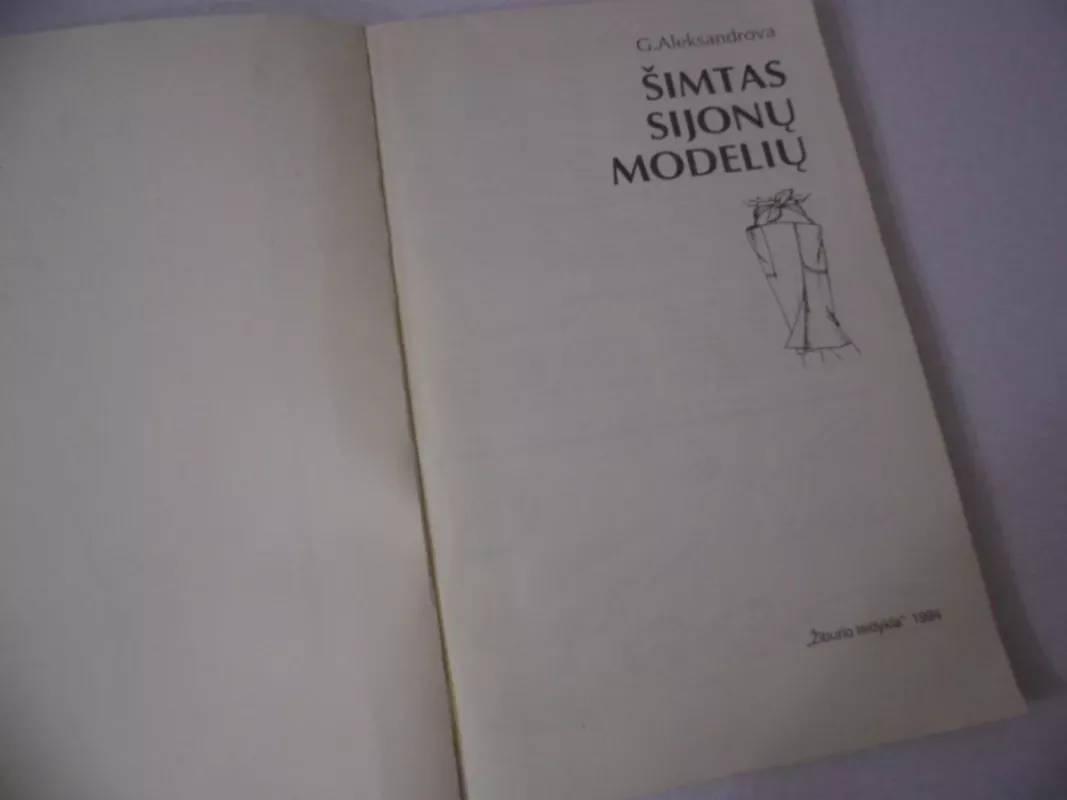 G.Aleksandrova
ŠIMTAS
SIJONŲ
MODELIŲ
„Žiburio leidykla" 1994